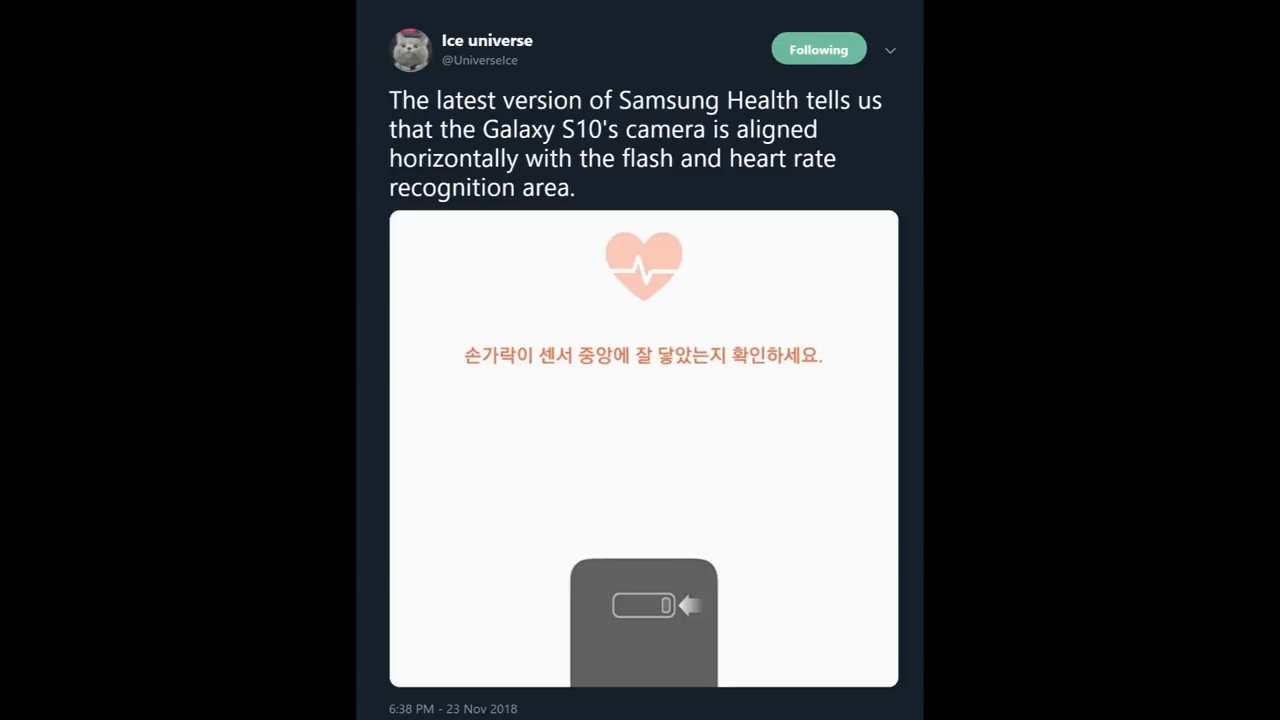 Ice universe
@UniverseIce
Following
The latest version of Samsung Health tells us
that the Galaxy S10's camera is aligned
horizontally with the flash and heart rate
recognition area.
손가락이 센서 중앙에 잘 닿았는지 확인하세요.
6:38 PM - 23 Nov 2018